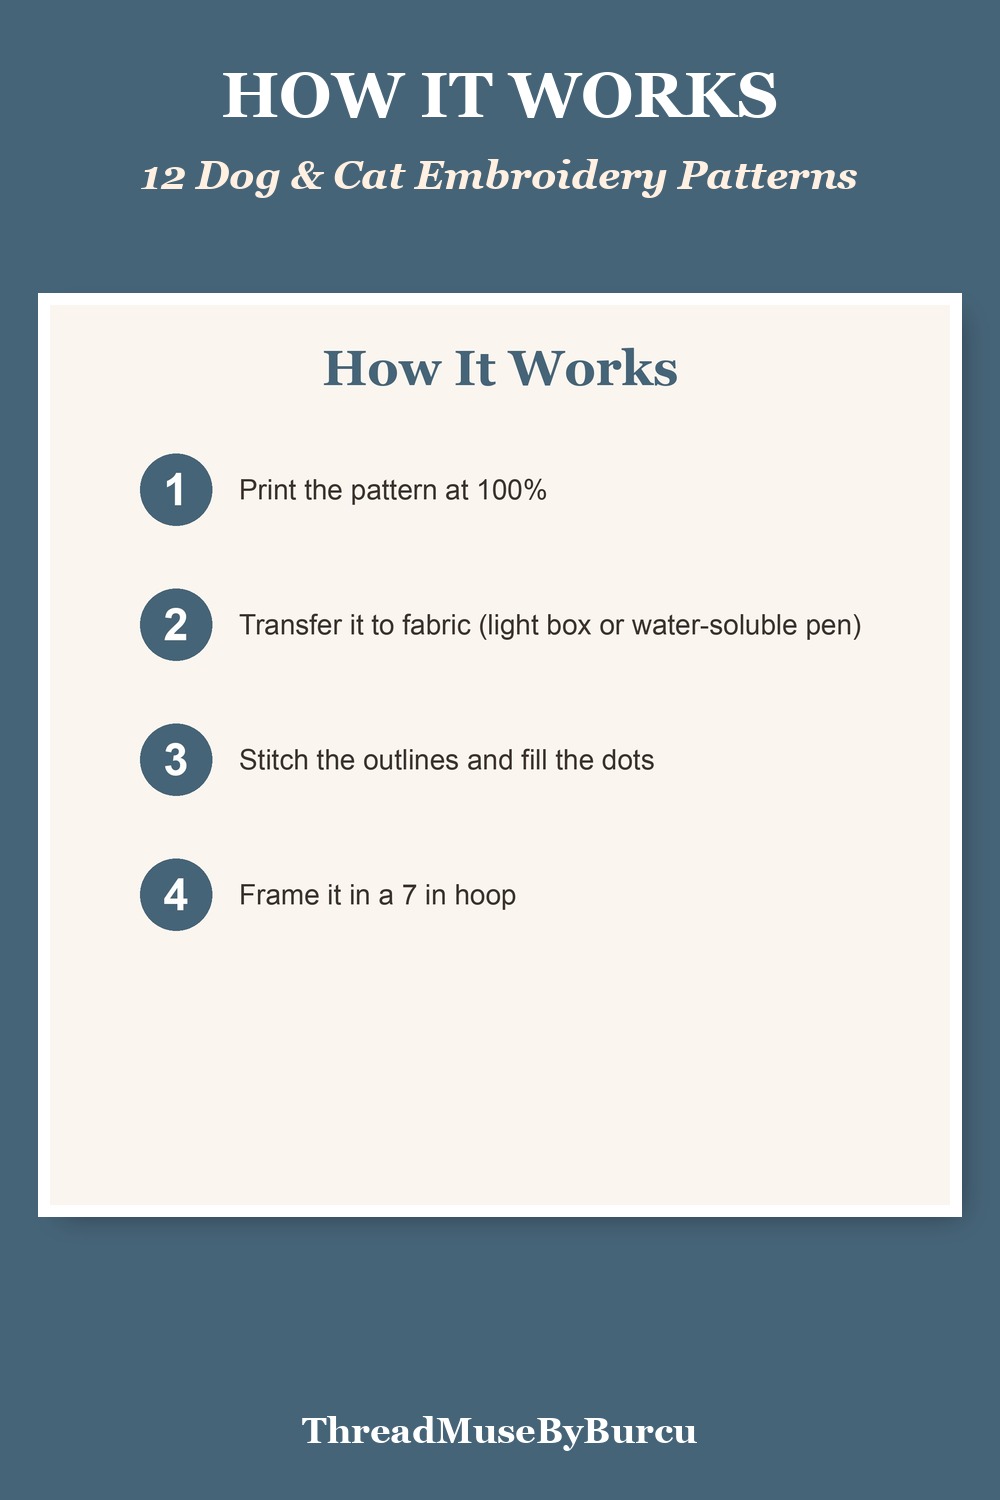 HOW IT WORKS
12 Dog & Cat Embroidery Patterns
How It Works
1 Print the pattern at 100%
2 Transfer it to fabric (light box or water-soluble pen)
3 Stitch the outlines and fill the dots
4 Frame it in a 7 in hoop
ThreadMuseByBurcu